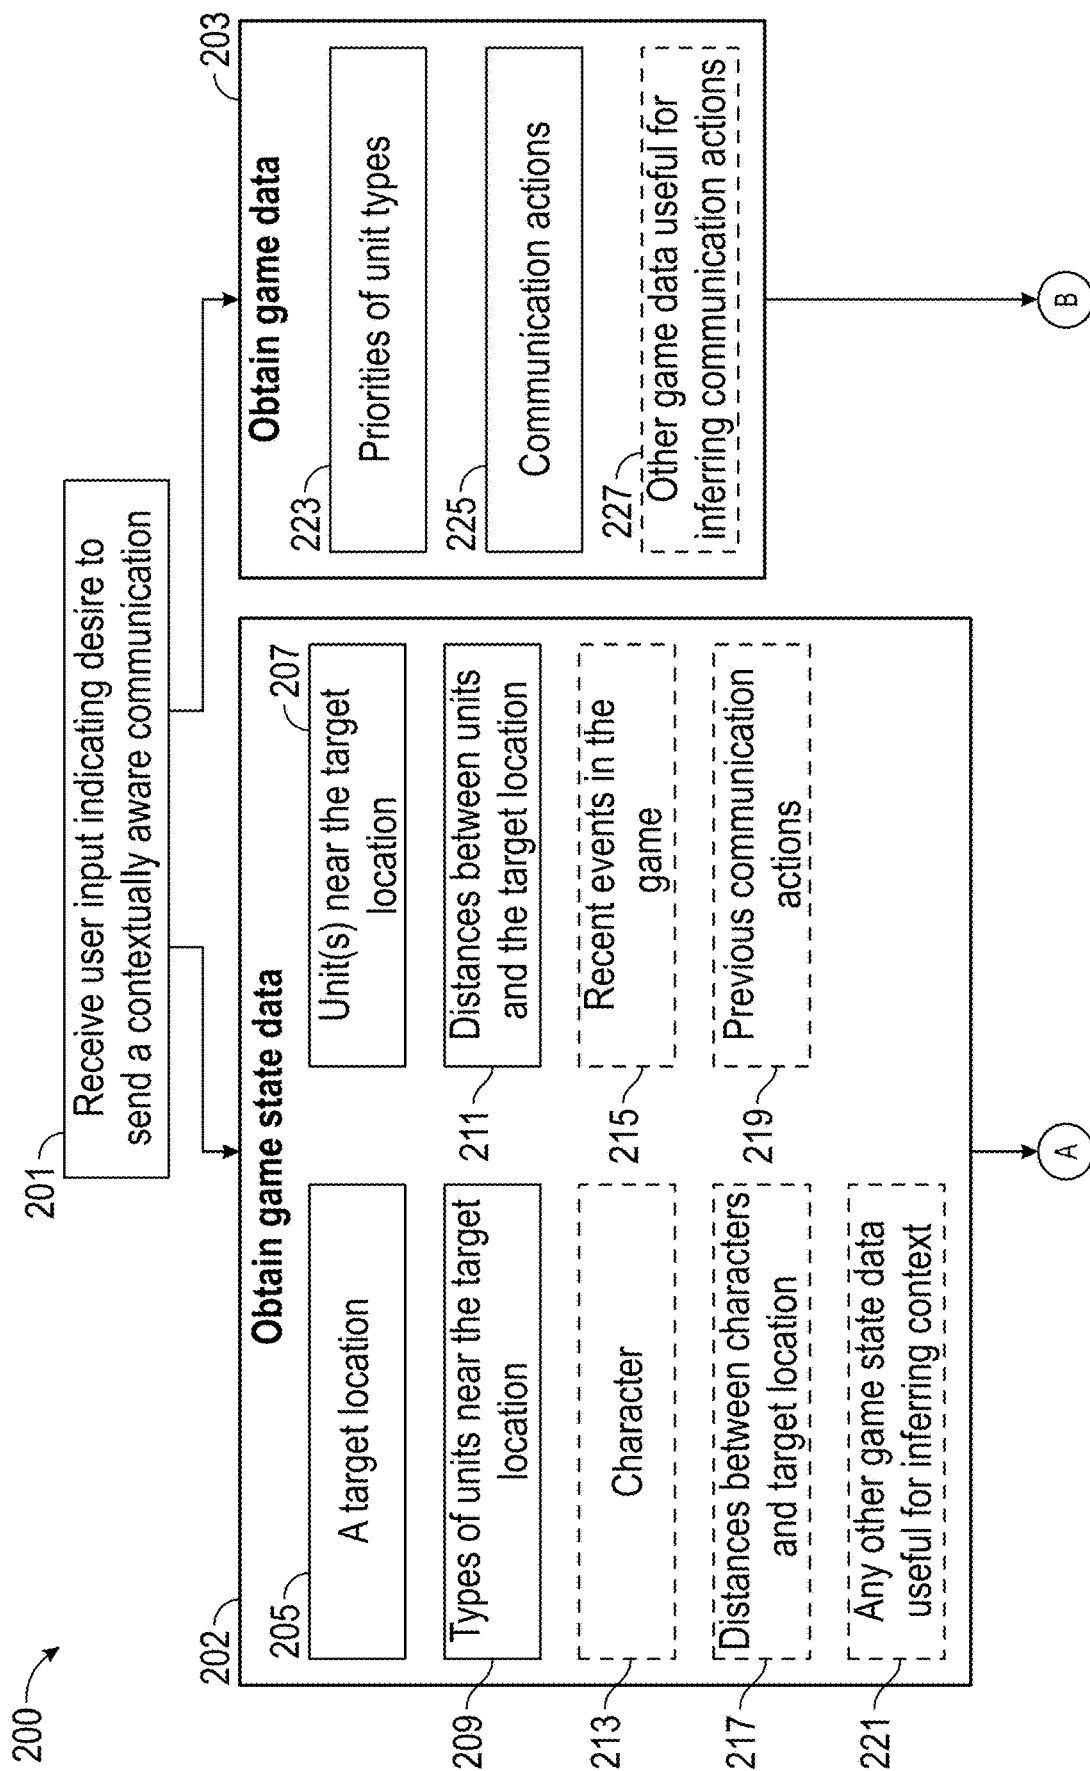 200
201
Receive user input indicating desire to
send a contextually aware communication
202
Obtain game state data
205
A target location
207
Unit(s) near the target
location
209
Types of units near the target
location
211
Distances between units
and the target location
213
Character
215
Recent events in the
game
217
Distances between characters
and target location
219
Previous communication
actions
221
Any other game state data
useful for inferring context
A
203
Obtain game data
223
Priorities of unit types
225
Communication actions
227
Other game data useful for
inferring communication actions
B